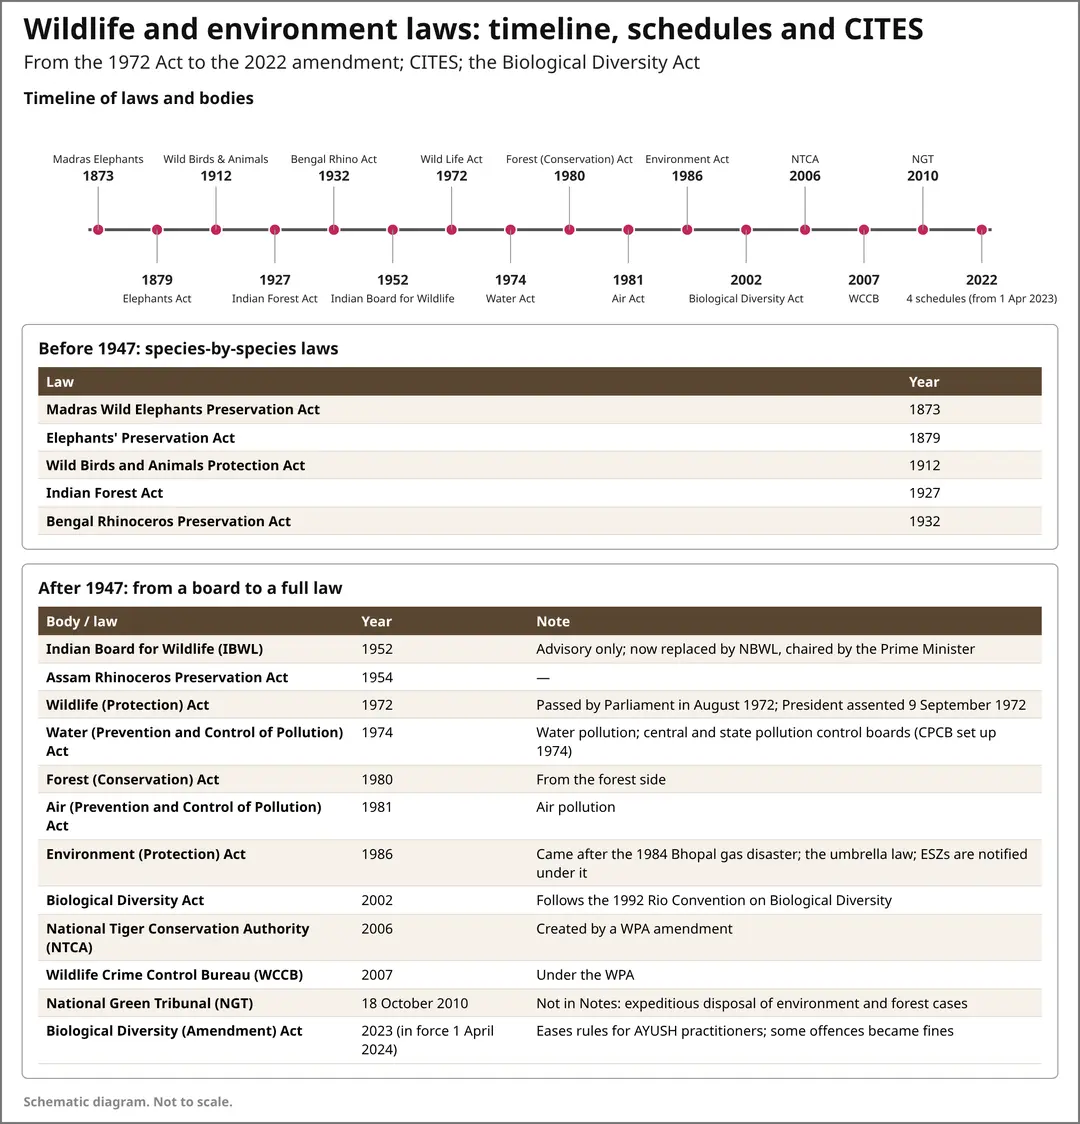 Wildlife and environment laws: timeline, schedules and CITES
From the 1972 Act to the 2022 amendment; CITES; the Biological Diversity Act
Timeline of laws and bodies
Madras Elephants Wild Birds & Animals Bengal Rhino Act Wild Life Act Forest (Conservation) Act Environment Act NTCA NGT
1873 1912 1932 1972 1980 1986 2006 2010
1879 1927 1952 1974 1981 2002 2007 2022
Elephants Act Indian Forest Act Indian Board for Wildlife Water Act Air Act Biological Diversity Act WCCB 4 schedules (from 1 Apr 2023)
Before 1947: species-by-species laws
Law Year
Madras Wild Elephants Preservation Act 1873
Elephants' Preservation Act 1879
Wild Birds and Animals Protection Act 1912
Indian Forest Act 1927
Bengal Rhinoceros Preservation Act 1932
After 1947: from a board to a full law
Body / law Year Note
Indian Board for Wildlife (IBWL) 1952 Advisory only; now replaced by NBWL, chaired by the Prime Minister
Assam Rhinoceros Preservation Act 1954 —
Wildlife (Protection) Act 1972 Passed by Parliament in August 1972; President assented 9 September 1972
Water (Prevention and Control of Pollution) 1974 Water pollution; central and state pollution control boards (CPCB set up
Act 1974)
Forest (Conservation) Act 1980 From the forest side
Air (Prevention and Control of Pollution) 1981 Air pollution
Act
Environment (Protection) Act 1986 Came after the 1984 Bhopal gas disaster; the umbrella law; ESZs are notified
under it
Biological Diversity Act 2002 Follows the 1992 Rio Convention on Biological Diversity
National Tiger Conservation Authority 2006 Created by a WPA amendment
(NTCA)
Wildlife Crime Control Bureau (WCCB) 2007 Under the WPA
National Green Tribunal (NGT) 18 October 2010 Not in Notes: expeditious disposal of environment and forest cases
Biological Diversity (Amendment) Act 2023 (in force 1 April Eases rules for AYUSH practitioners; some offences became fines
2024)
Schematic diagram. Not to scale.